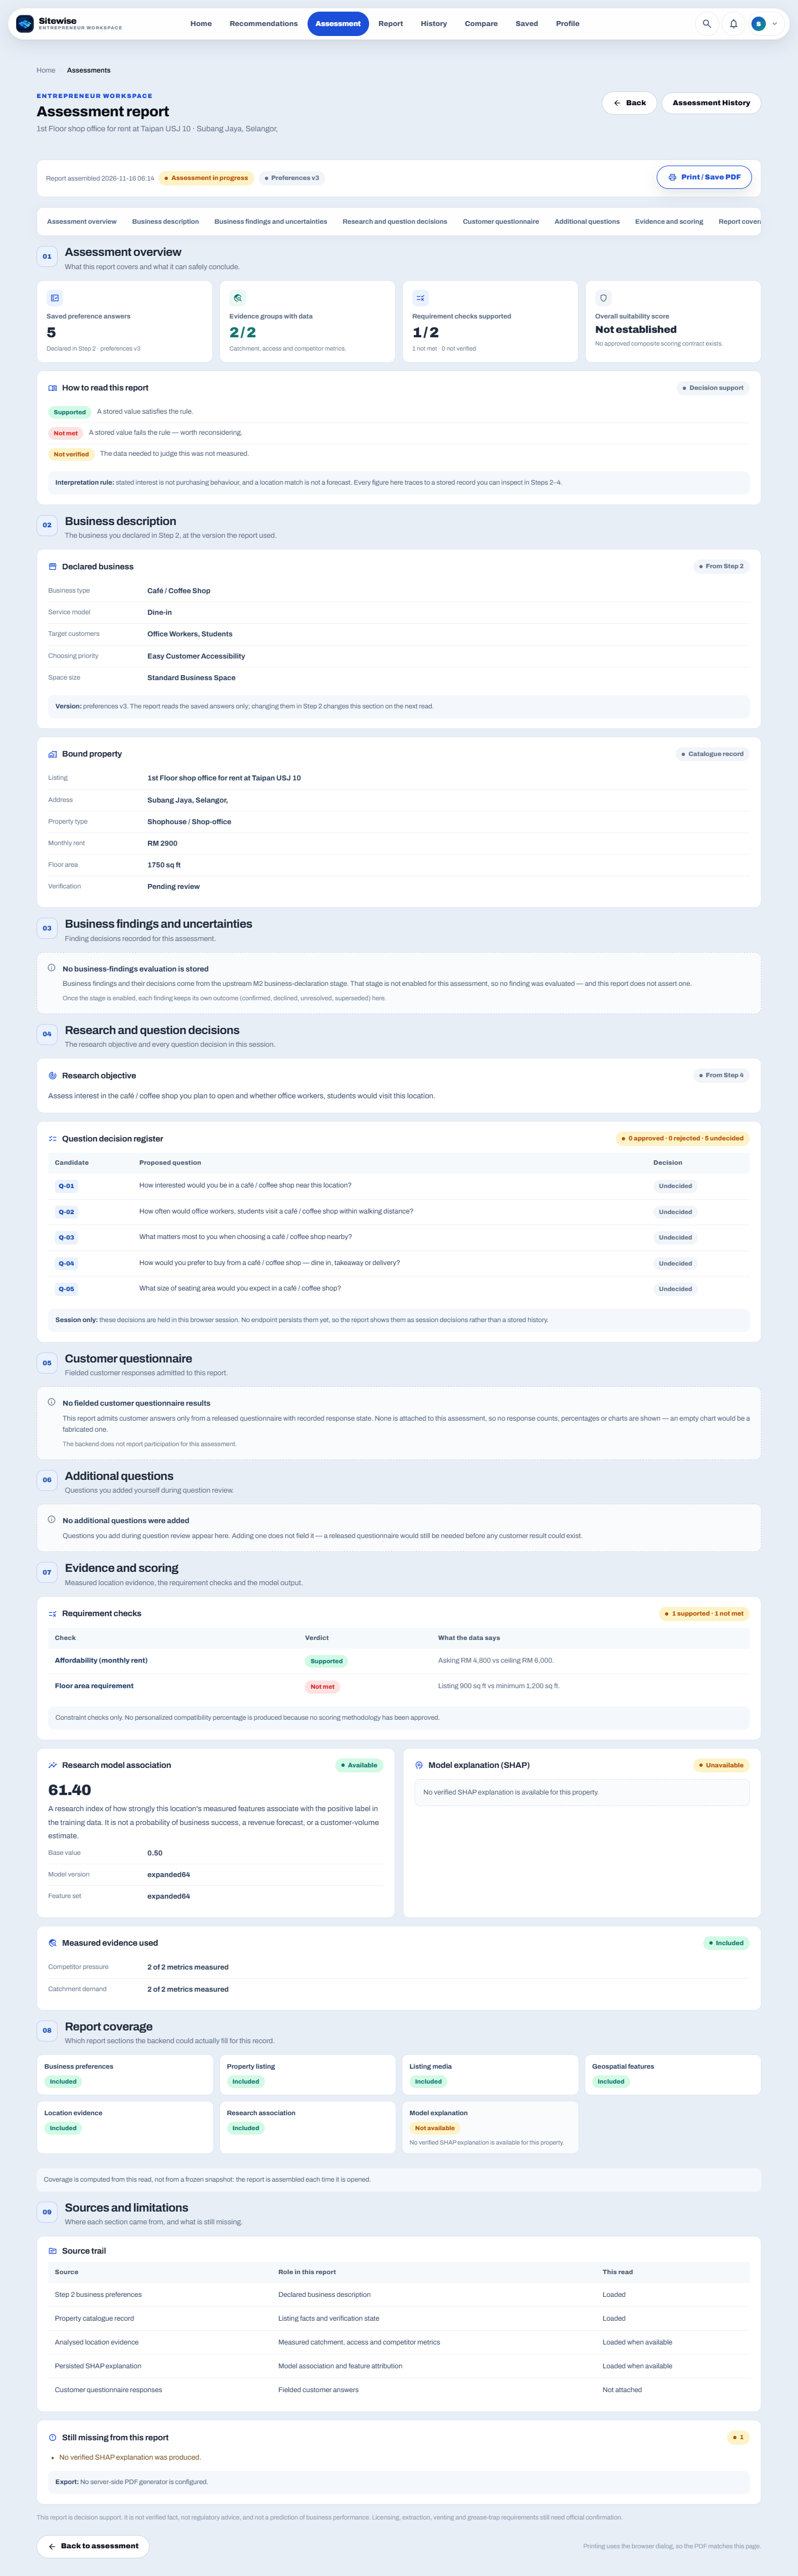 Sitewise
ENTREPRENEUR WORKSPACE
Home Recommendations Assessment Report History Compare Saved Profile
S
Home Assessments
ENTREPRENEUR WORKSPACE
Assessment report
1st Floor shop office for rent at Taipan USJ 10 · Subang Jaya, Selangor,
Back
Assessment History
Report assembled 2026-11-16 06:14
Assessment in progress
Preferences v3
Print / Save PDF
Assessment overview Business description Business findings and uncertainties Research and question decisions Customer questionnaire Additional questions Evidence and scoring Report covera
01
Assessment overview
What this report covers and what it can safely conclude.
Saved preference answers
5
Declared in Step 2 · preferences v3
Evidence groups with data
2/2
Catchment, access and competitor metrics.
Requirement checks supported
1/2
1 not met · 0 not verified
Overall suitability score
Not established
No approved composite scoring contract exists.
How to read this report
Decision support
Supported A stored value satisfies the rule.
Not met A stored value fails the rule — worth reconsidering.
Not verified The data needed to judge this was not measured.
Interpretation rule: stated interest is not purchasing behaviour, and a location match is not a forecast. Every figure here traces to a stored record you can inspect in Steps 2–4.
02
Business description
The business you declared in Step 2, at the version the report used.
Declared business
From Step 2
Business type Café / Coffee Shop
Service model Dine-in
Target customers Office Workers, Students
Choosing priority Easy Customer Accessibility
Space size Standard Business Space
Version: preferences v3. The report reads the saved answers only; changing them in Step 2 changes this section on the next read.
Bound property
Catalogue record
Listing 1st Floor shop office for rent at Taipan USJ 10
Address Subang Jaya, Selangor,
Property type Shophouse / Shop-office
Monthly rent RM 2900
Floor area 1750 sq ft
Verification Pending review
03
Business findings and uncertainties
Finding decisions recorded for this assessment.
No business-findings evaluation is stored
Business findings and their decisions come from the upstream M2 business-declaration stage. That stage is not enabled for this assessment, so no finding was evaluated — and this report does not assert one.
Once the stage is enabled, each finding keeps its own outcome (confirmed, declined, unresolved, superseded) here.
04
Research and question decisions
The research objective and every question decision in this session.
Research objective
From Step 4
Assess interest in the café / coffee shop you plan to open and whether office workers, students would visit this location.
Question decision register
0 approved · 0 rejected · 5 undecided
Candidate Proposed question Decision
Q-01 How interested would you be in a café / coffee shop near this location? Undecided
Q-02 How often would office workers, students visit a café / coffee shop within walking distance? Undecided
Q-03 What matters most to you when choosing a café / coffee shop nearby? Undecided
Q-04 How would you prefer to buy from a café / coffee shop — dine in, takeaway or delivery? Undecided
Q-05 What size of seating area would you expect in a café / coffee shop? Undecided
Session only: these decisions are held in this browser session. No endpoint persists them yet, so the report shows them as session decisions rather than a stored history.
05
Customer questionnaire
Fielded customer responses admitted to this report.
No fielded customer questionnaire results
This report admits customer answers only from a released questionnaire with recorded response state. None is attached to this assessment, so no response counts, percentages or charts are shown — an empty chart would be a
fabricated one.
The backend does not report participation for this assessment.
06
Additional questions
Questions you added yourself during question review.
No additional questions were added
Questions you add during question review appear here. Adding one does not field it — a released questionnaire would still be needed before any customer result could exist.
07
Evidence and scoring
Measured location evidence, the requirement checks and the model output.
Requirement checks
1 supported · 1 not met
Check Verdict What the data says
Affordability (monthly rent) Supported Asking RM 4,800 vs ceiling RM 6,000.
Floor area requirement Not met Listing 900 sq ft vs minimum 1,200 sq ft.
Constraint checks only. No personalized compatibility percentage is produced because no scoring methodology has been approved.
Research model association
Available
61.40
A research index of how strongly this location's measured features associate with the positive label in
the training data. It is not a probability of business success, a revenue forecast, or a customer-volume
estimate.
Base value 0.50
Model version expanded64
Feature set expanded64
Model explanation (SHAP)
Unavailable
No verified SHAP explanation is available for this property.
Measured evidence used
Included
Competitor pressure 2 of 2 metrics measured
Catchment demand 2 of 2 metrics measured
08
Report coverage
Which report sections the backend could actually fill for this record.
Business preferences
Included
Property listing
Included
Listing media
Included
Geospatial features
Included
Location evidence
Included
Research association
Included
Model explanation
Not available
No verified SHAP explanation is available for this property.
Coverage is computed from this read, not from a frozen snapshot: the report is assembled each time it is opened.
09
Sources and limitations
Where each section came from, and what is still missing.
Source trail
Source Role in this report This read
Step 2 business preferences Declared business description Loaded
Property catalogue record Listing facts and verification state Loaded
Analysed location evidence Measured catchment, access and competitor metrics Loaded when available
Persisted SHAP explanation Model association and feature attribution Loaded when available
Customer questionnaire responses Fielded customer answers Not attached
Still missing from this report
1
No verified SHAP explanation was produced.
Export: No server-side PDF generator is configured.
This report is decision support. It is not verified fact, not regulatory advice, and not a prediction of business performance. Licensing, extraction, venting and grease-trap requirements still need official confirmation.
Back to assessment
Printing uses the browser dialog, so the PDF matches this page.